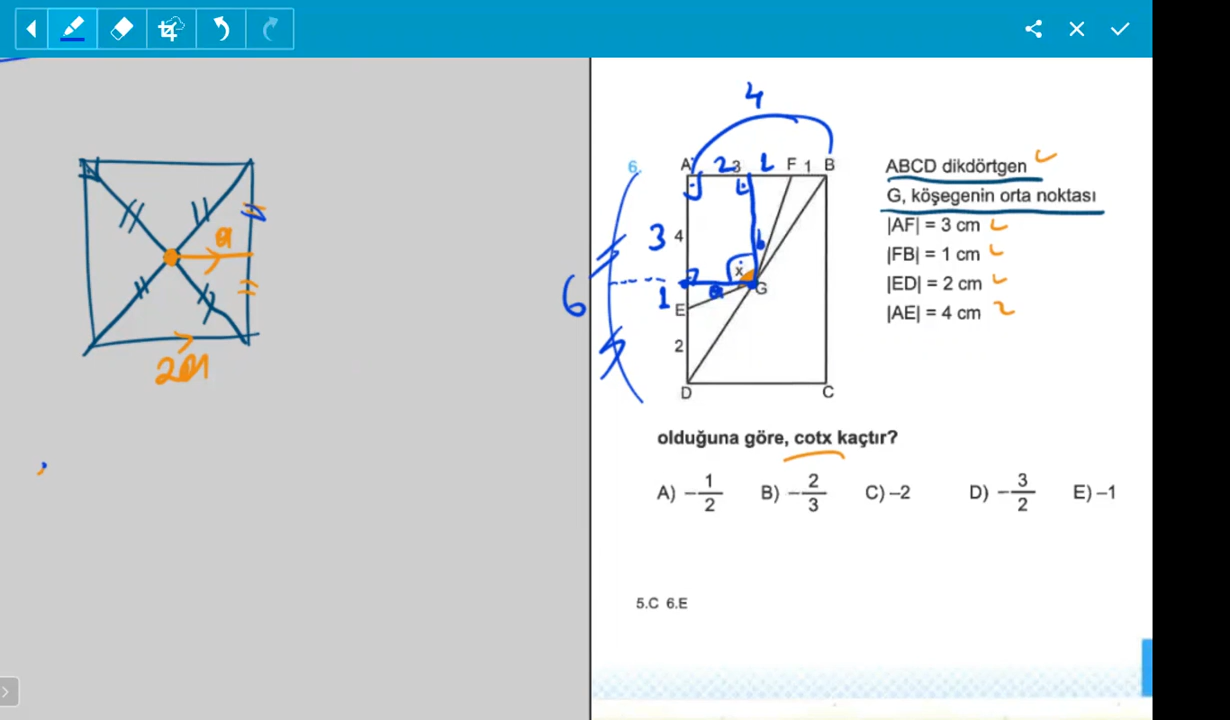 a
2a
4
6.
A
2
3
1
F
1
B
ABCD dikdörtgen
G, köşegenin orta noktası
|AF| = 3 cm
|FB| = 1 cm
|ED| = 2 cm
|AE| = 4 cm
3
4
b
6
1
x
a
G
E
2
D
C
olduğuna göre, cotx kaçtır?
A) −1/2 B) −2/3 C) −2 D) −3/2 E) −1
5.C 6.E